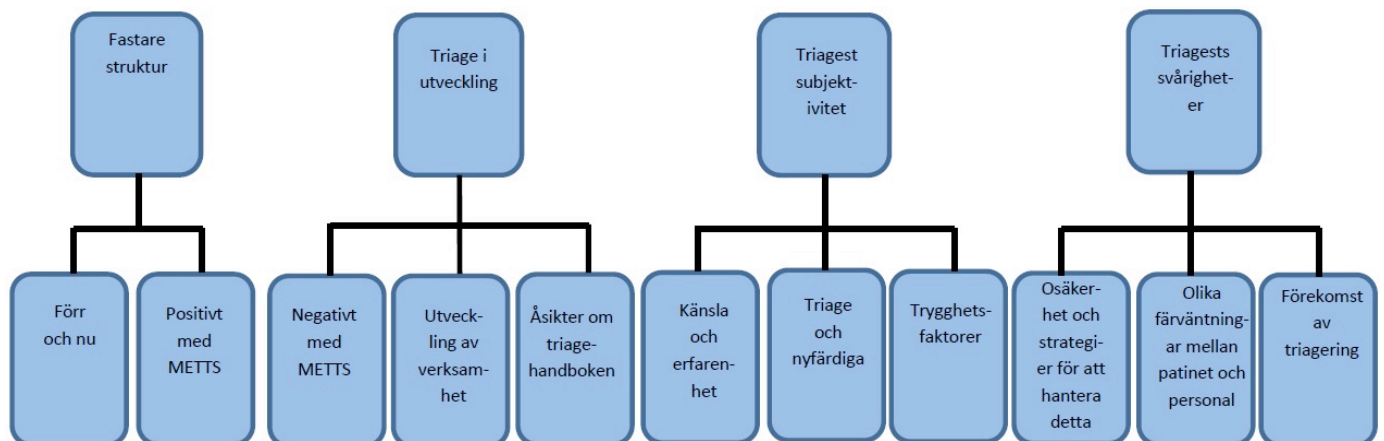 Fastare
struktur
Triage i
utveckling
Triagest
subjekt-
ivitet
Triagests
svårighet-
er
Förr
och nu
Positivt
med
METTS
Negativt
med
METTS
Utveck-
ling av
verksam-
het
Åsikter om
triage-
handboken
Känsla
och
erfaren-
het
Triage
och
nyfärdiga
Trygghets-
faktorer
Osäker-
het och
strategi-
er för att
hantera
detta
Olika
färväntning-
ar mellan
patinet och
personal
Förekomst
av
triagering